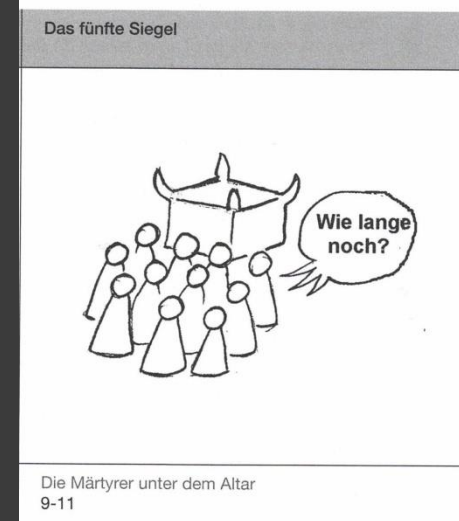 Das fünfte Siegel
Wie lange
noch?
Die Märtyrer unter dem Altar
9-11